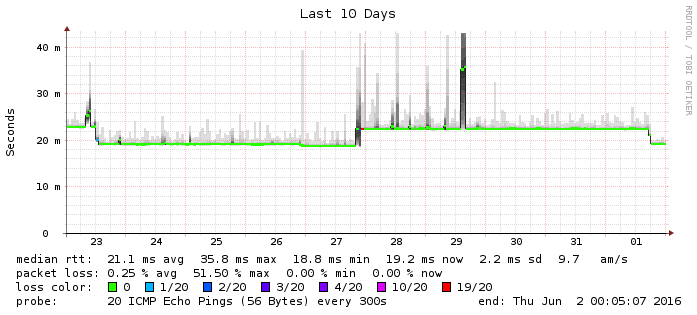 Last 10 Days
RRDTOOL / TOBI OETIKER
Seconds
40 m
30 m
20 m
10 m
0
23 24 25 26 27 28 29 30 31 01
median rtt: 21.1 ms avg 35.8 ms max 18.8 ms min 19.2 ms now 2.2 ms sd 9.7 am/s
packet loss: 0.25 % avg 51.50 % max 0.00 % min 0.00 % now
loss color: 0 1/20 2/20 3/20 4/20 10/20 19/20
probe: 20 ICMP Echo Pings (56 Bytes) every 300s end: Thu Jun 2 00:05:07 2016